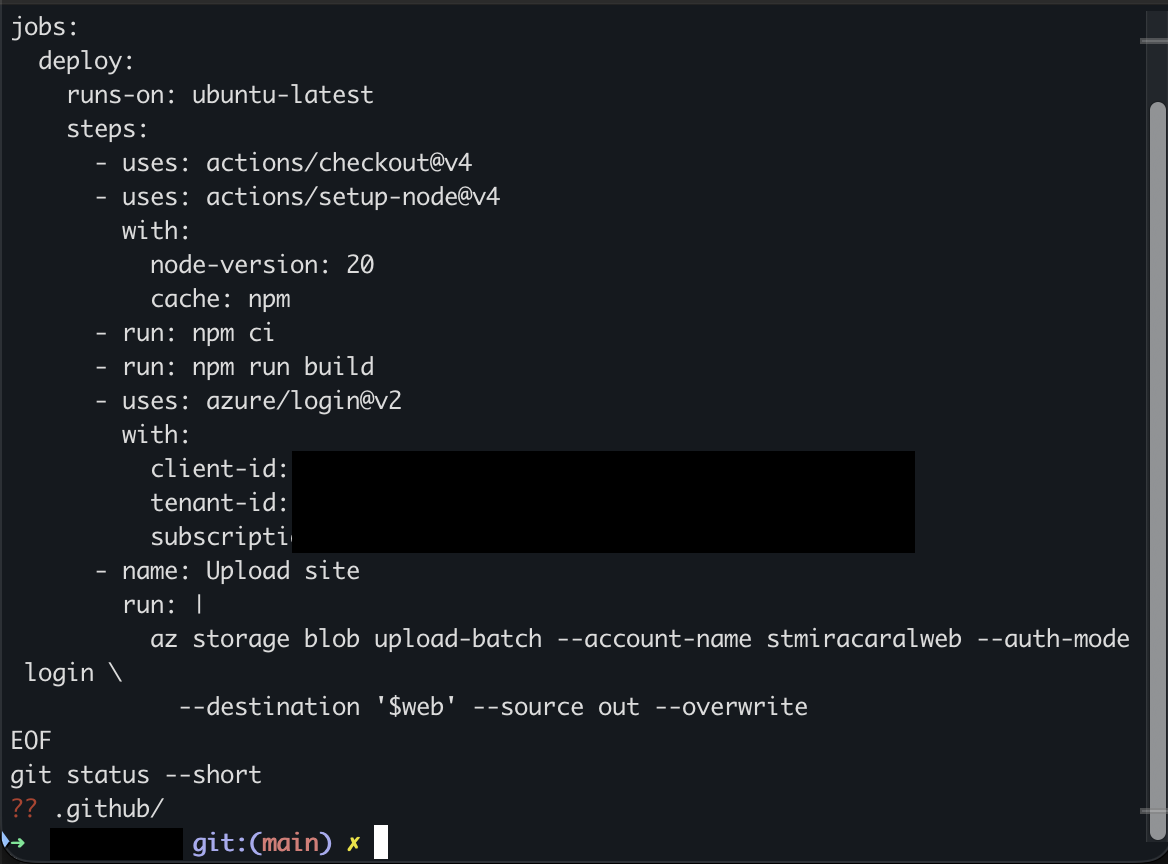 jobs:
  deploy:
    runs-on: ubuntu-latest
    steps:
      - uses: actions/checkout@v4
      - uses: actions/setup-node@v4
        with:
          node-version: 20
          cache: npm
      - run: npm ci
      - run: npm run build
      - uses: azure/login@v2
        with:
          client-id:
          tenant-id:
          subscripti
      - name: Upload site
        run: |
          az storage blob upload-batch --account-name stmiracaralweb --auth-mode
 login \
            --destination '$web' --source out --overwrite
EOF
git status --short
?? .github/
➜ git:(main) ✗